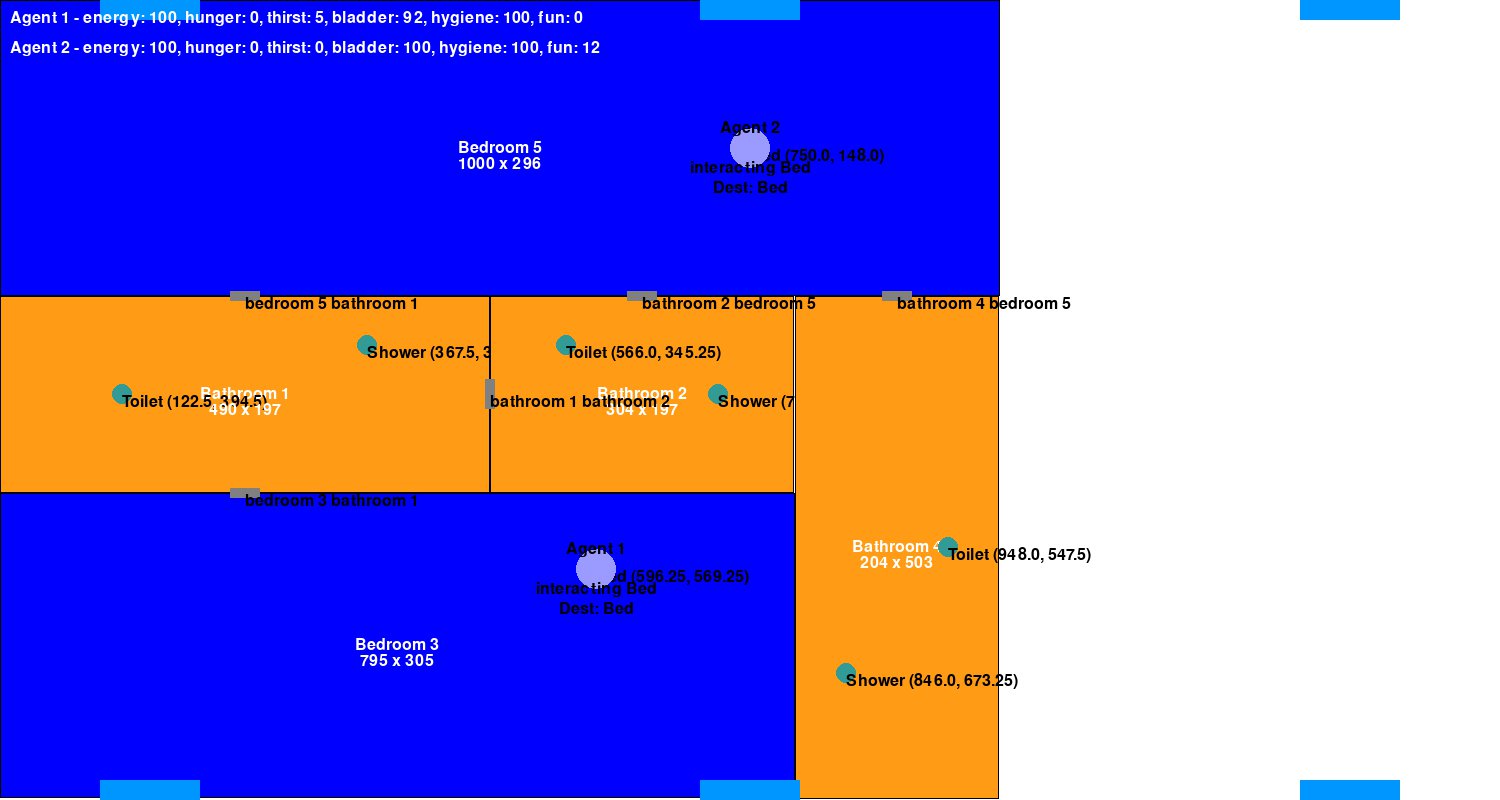 Agent 1 - energy: 100, hunger: 0, thirst: 5, bladder: 92, hygiene: 100, fun: 0
Agent 2 - energy: 100, hunger: 0, thirst: 0, bladder: 100, hygiene: 100, fun: 12
Agent 2
Bedroom 5
1000 x 296
d (750.0, 148.0)
interacting Bed
Dest: Bed
bedroom 5 bathroom 1
bathroom 2 bedroom 5
bathroom 4 bedroom 5
Shower (367.5, 3
Toilet (566.0, 345.25)
Bathroom 1
490 x 197
Toilet (122.5, 394.5)
Bathroom 2
304 x 197
bathroom 1 bathroom 2
Shower (7
bedroom 3 bathroom 1
Agent 1
d (596.25, 569.25)
interacting Bed
Dest: Bed
Bathroom 4
204 x 503
Toilet (948.0, 547.5)
Bedroom 3
795 x 305
Shower (846.0, 673.25)